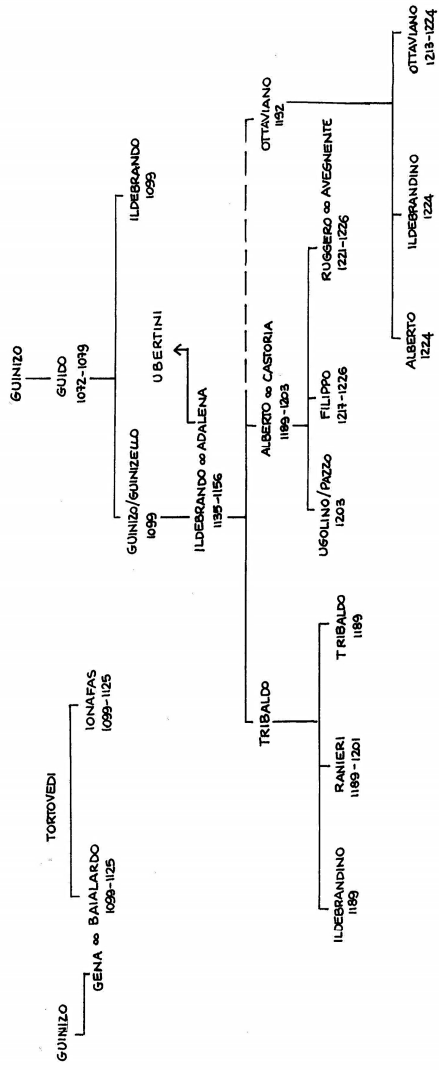 GUINIZO
GUIDO
1072-1079
GUINIZO/GUINIZELLO
1099
ILDEBRANDO
1099
UBERTINI
ILDEBRANDO ∞ ADALENA
1135-1156
TRIBALDO
ALBERTO ∞ CASTORIA
1189-1203
OTTAVIANO
1192
ILDEBRANDINO
1189
RANIERI
1189-1201
TRIBALDO
1189
UGOLINO/PAZZO
1203
FILIPPO
1217-1226
RUGGERO ∞ AVEGNENTE
1221-1226
ALBERTO
1224
ILDEBRANDINO
1224
OTTAVIANO
1213-1224
GUINIZO
TORTOVEDI
GENA ∞ BAIALARDO
1099-1125
IONAFAS
1099-1125